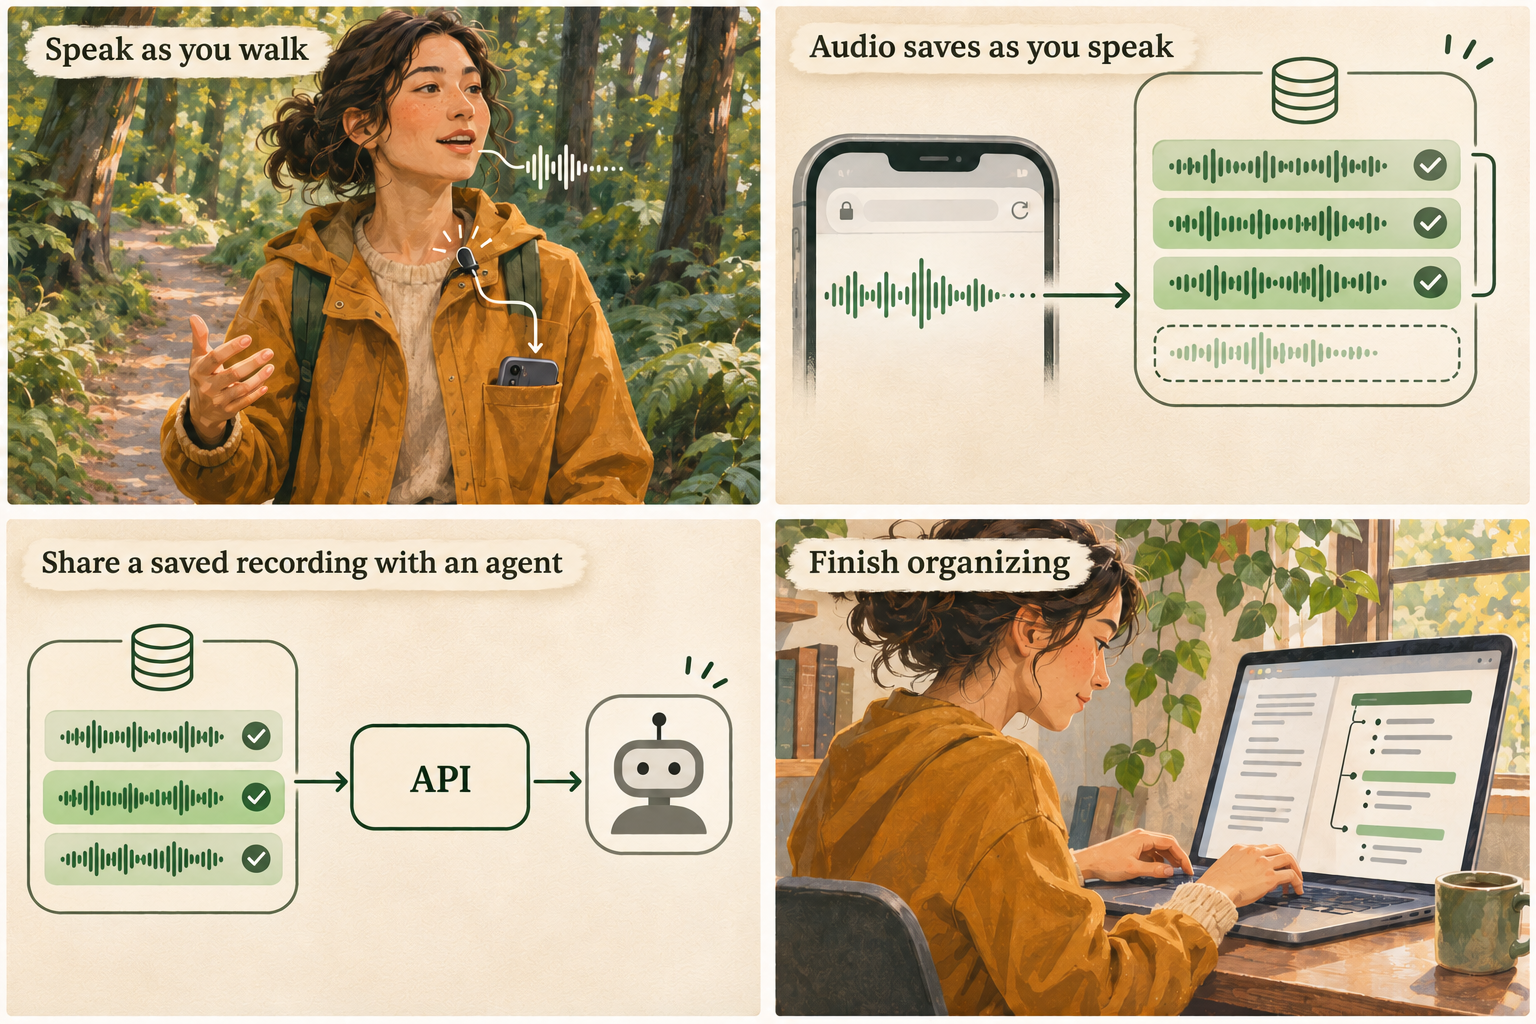 Speak as you walk
Audio saves as you speak
Share a saved recording with an agent
API
Finish organizing